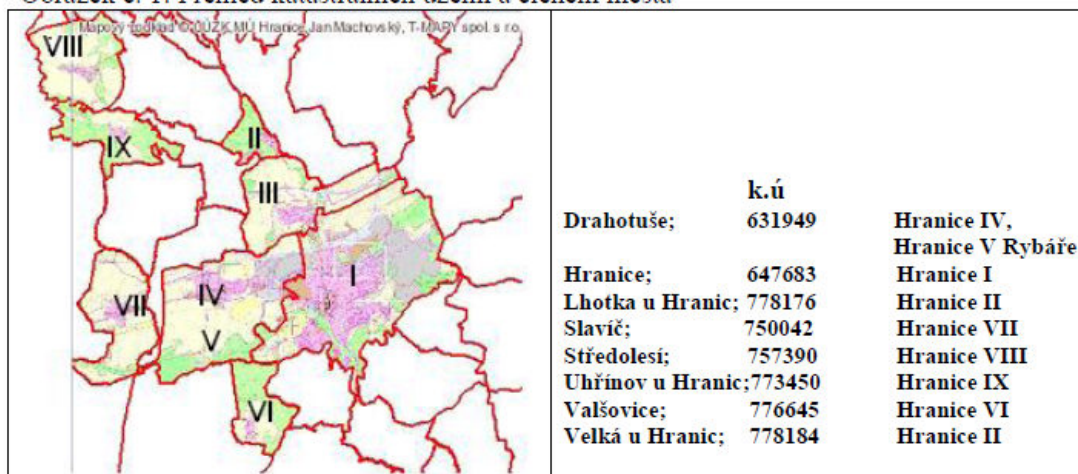 Mapový podklad © ČÚZK,MÚ Hranice,Jan Machovský, T-MAPY spol. s r.o.
VIII
IX
II
III
I
VII
IV
V
VI
k.ú
Drahotuše; 631949 Hranice IV,
Hranice V Rybáře
Hranice; 647683 Hranice I
Lhotka u Hranic; 778176 Hranice II
Slavíč; 750042 Hranice VII
Středolesí; 757390 Hranice VIII
Uhřínov u Hranic;773450 Hranice IX
Valšovice; 776645 Hranice VI
Velká u Hranic; 778184 Hranice II